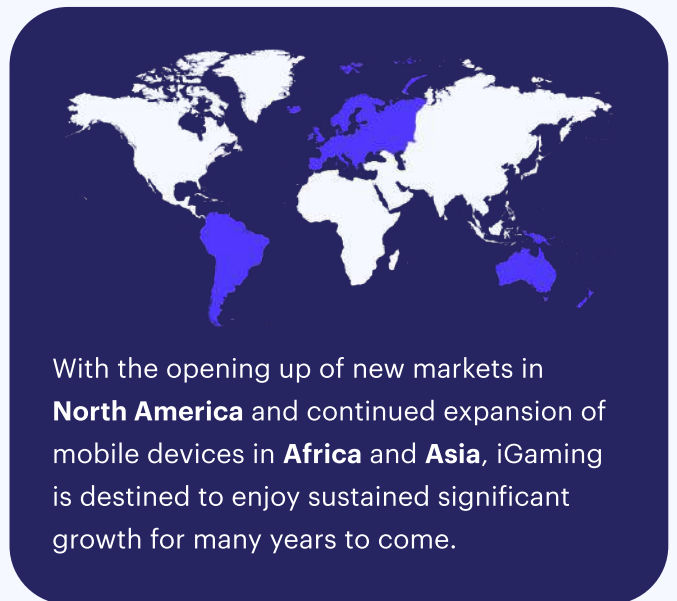 With the opening up of new markets in
North America and continued expansion of
mobile devices in Africa and Asia, iGaming
is destined to enjoy sustained significant
growth for many years to come.